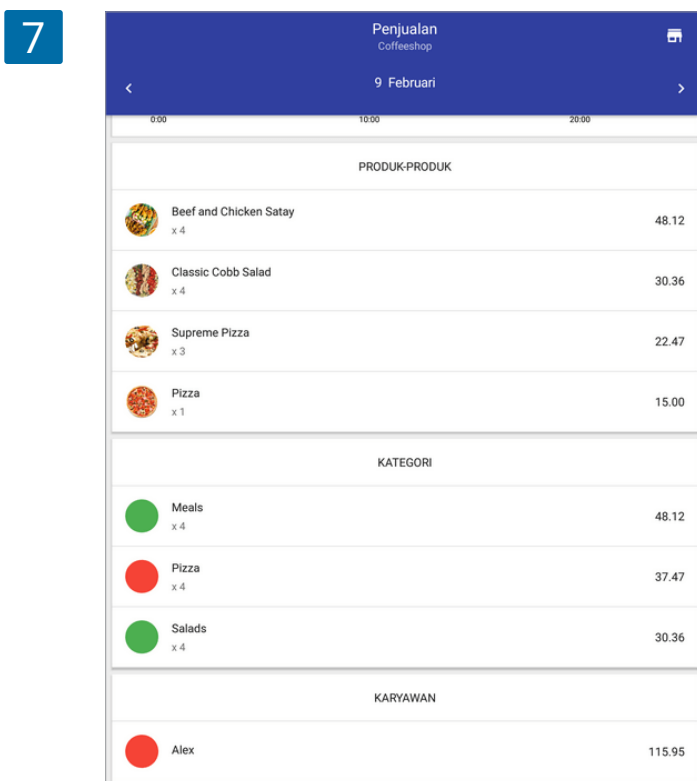 7
Penjualan
Coffeeshop
9 Februari
0:00 10:00 20:00
PRODUK-PRODUK
Beef and Chicken Satay
x 4
48.12
Classic Cobb Salad
x 4
30.36
Supreme Pizza
x 3
22.47
Pizza
x 1
15.00
KATEGORI
Meals
x 4
48.12
Pizza
x 4
37.47
Salads
x 4
30.36
KARYAWAN
Alex
115.95